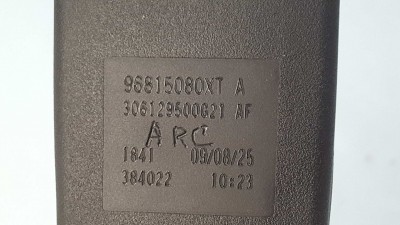 96815080XT A
306129500G21 AF
ARC
1841 09/08/25
384022 10:23